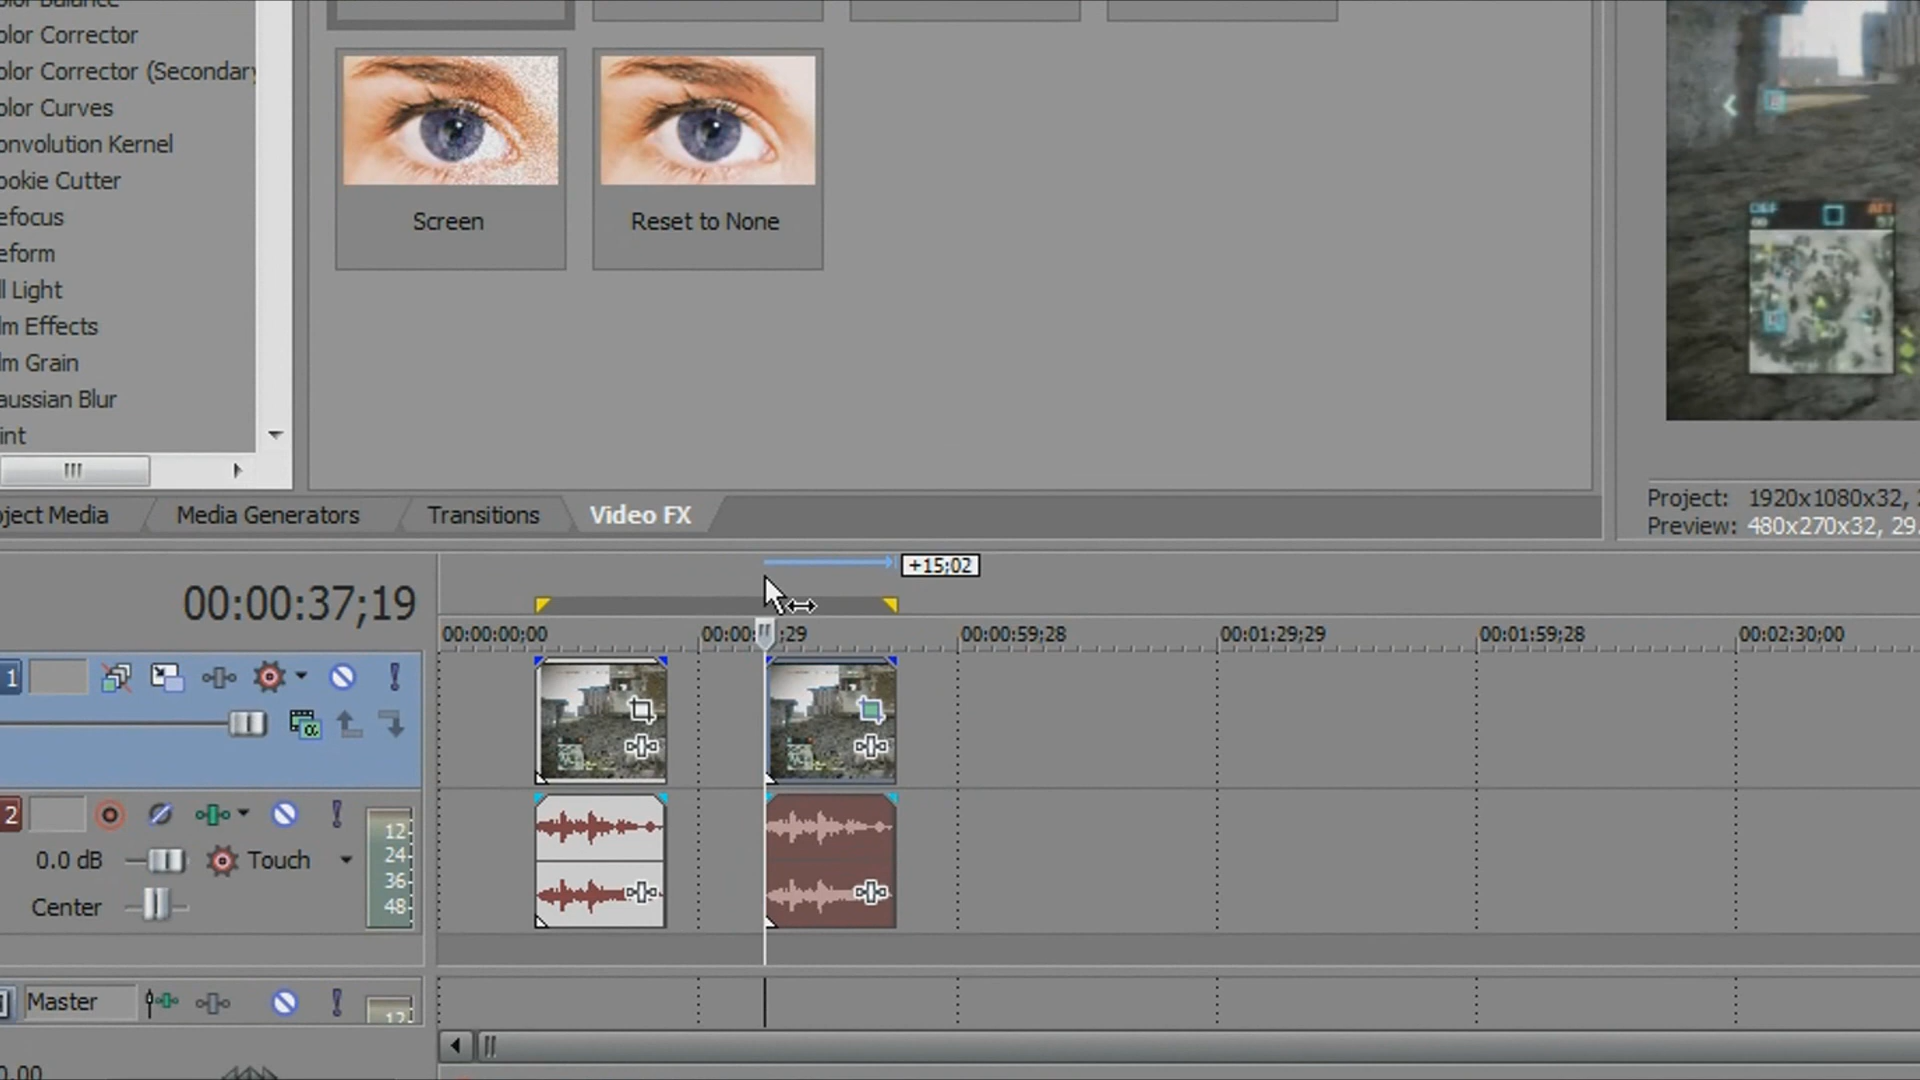 olor Balance
olor Corrector
olor Corrector (Secondary
olor Curves
onvolution Kernel
ookie Cutter
efocus
eform
ll Light
lm Effects
lm Grain
aussian Blur
int
Screen
Reset to None
oject Media
Media Generators
Transitions
Video FX
Project: 1920x1080x32,
Preview: 480x270x32, 29.
00:00:37;19
+15;02
00:00:00;00
00:00: ;29
00:00:59;28
00:01:29;29
00:01:59;28
00:02:30;00
1
2
0.0 dB
Touch
Center
12
24
36
48
Master
12
0.00